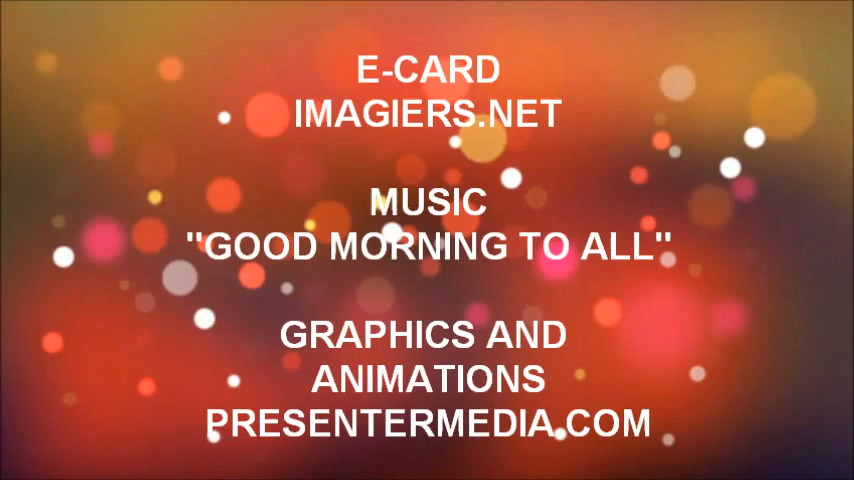 E-CARD
IMAGIERS.NET
MUSIC
"GOOD MORNING TO ALL"
GRAPHICS AND
ANIMATIONS
PRESENTERMEDIA.COM